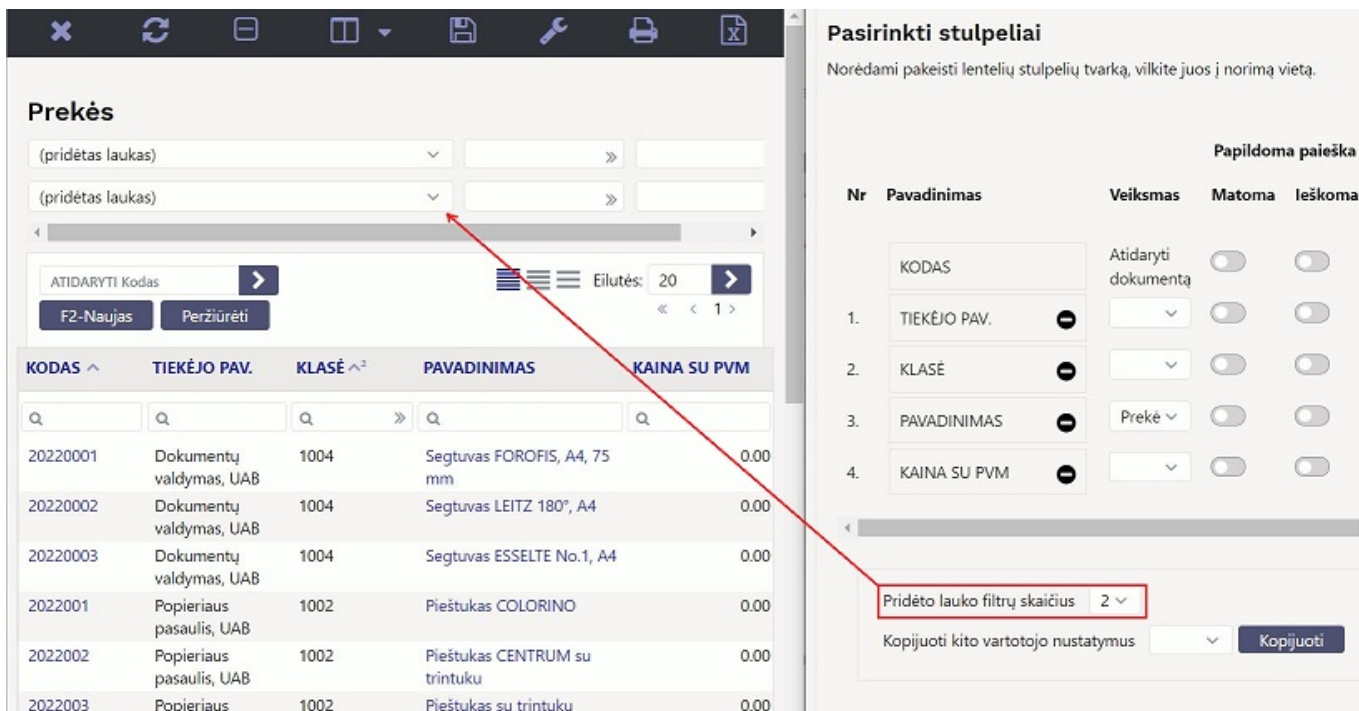 Prekės
(pridėtas laukas)
(pridėtas laukas)
ATIDARYTI Kodas
Eilutės: 20
F2-Naujas Peržiūrėti
« < 1 >
KODAS TIEKĖJO PAV. KLASĖ 2 PAVADINIMAS KAINA SU PVM
20220001 Dokumentų valdymas, UAB 1004 Segtuvas FOROFIS, A4, 75 mm 0.00
20220002 Dokumentų valdymas, UAB 1004 Segtuvas LEITZ 180°, A4 0.00
20220003 Dokumentų valdymas, UAB 1004 Segtuvas ESSELTE No.1, A4 0.00
2022001 Popieriaus pasaulis, UAB 1002 Pieštukas COLORINO 0.00
2022002 Popieriaus pasaulis, UAB 1002 Pieštukas CENTRUM su trintuku 0.00
2022003 Popieriaus 1002 Pieštukas su trintuku 0.00
Pasirinkti stulpeliai
Norėdami pakeisti lentelių stulpelių tvarką, vilkite juos į norimą vietą.
Papildoma paieška
Nr Pavadinimas Veiksmas Matoma Ieškoma
KODAS Atidaryti dokumentą
1. TIEKĖJO PAV.
2. KLASĖ
3. PAVADINIMAS Prekė
4. KAINA SU PVM
Pridėto lauko filtrų skaičius 2
Kopijuoti kito vartotojo nustatymus Kopijuoti